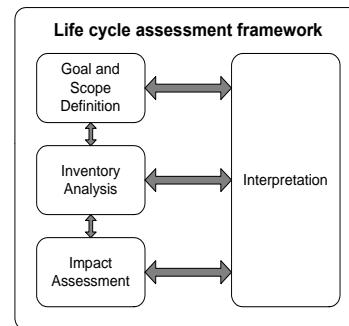 Life cycle assessment framework
Goal and
Scope
Definition
Inventory
Analysis
Interpretation
Impact
Assessment